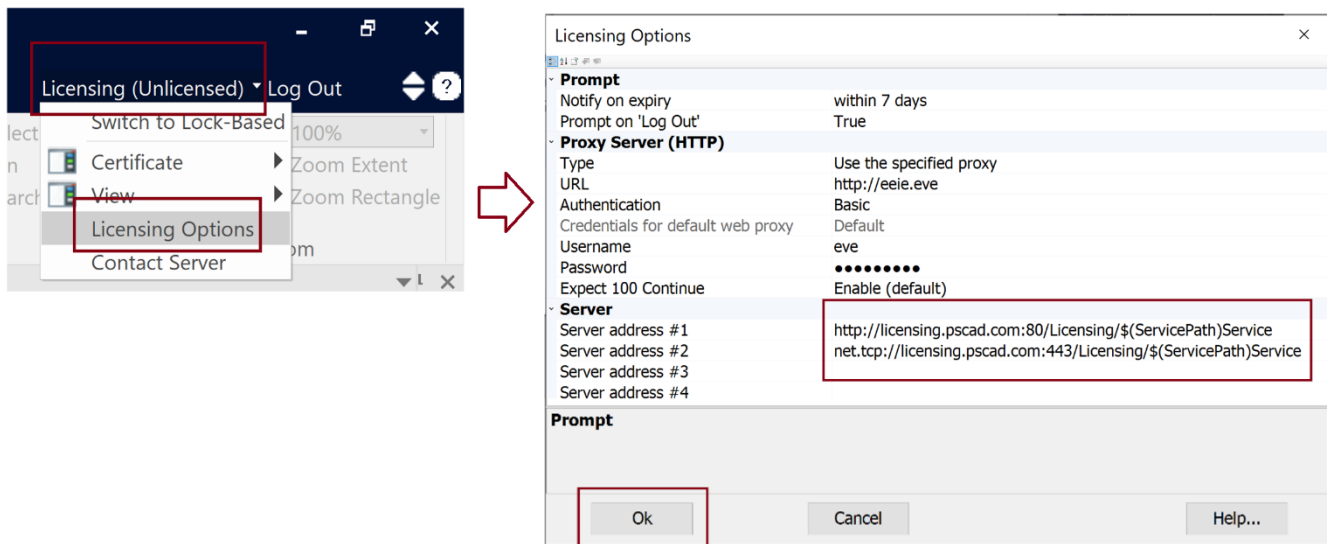 Licensing (Unlicensed) Log Out ?
Switch to Lock-Based
lect
100%
Certificate
n
Zoom Extent
View
arch
Zoom Rectangle
Licensing Options
om
Contact Server
Licensing Options
Prompt
Notify on expiry within 7 days
Prompt on 'Log Out' True
Proxy Server (HTTP)
Type Use the specified proxy
URL http://eeie.eve
Authentication Basic
Credentials for default web proxy Default
Username eve
Password ●●●●●●●●●
Expect 100 Continue Enable (default)
Server
Server address #1 http://licensing.pscad.com:80/Licensing/$(ServicePath)Service
Server address #2 net.tcp://licensing.pscad.com:443/Licensing/$(ServicePath)Service
Server address #3
Server address #4
Prompt
Ok Cancel Help...